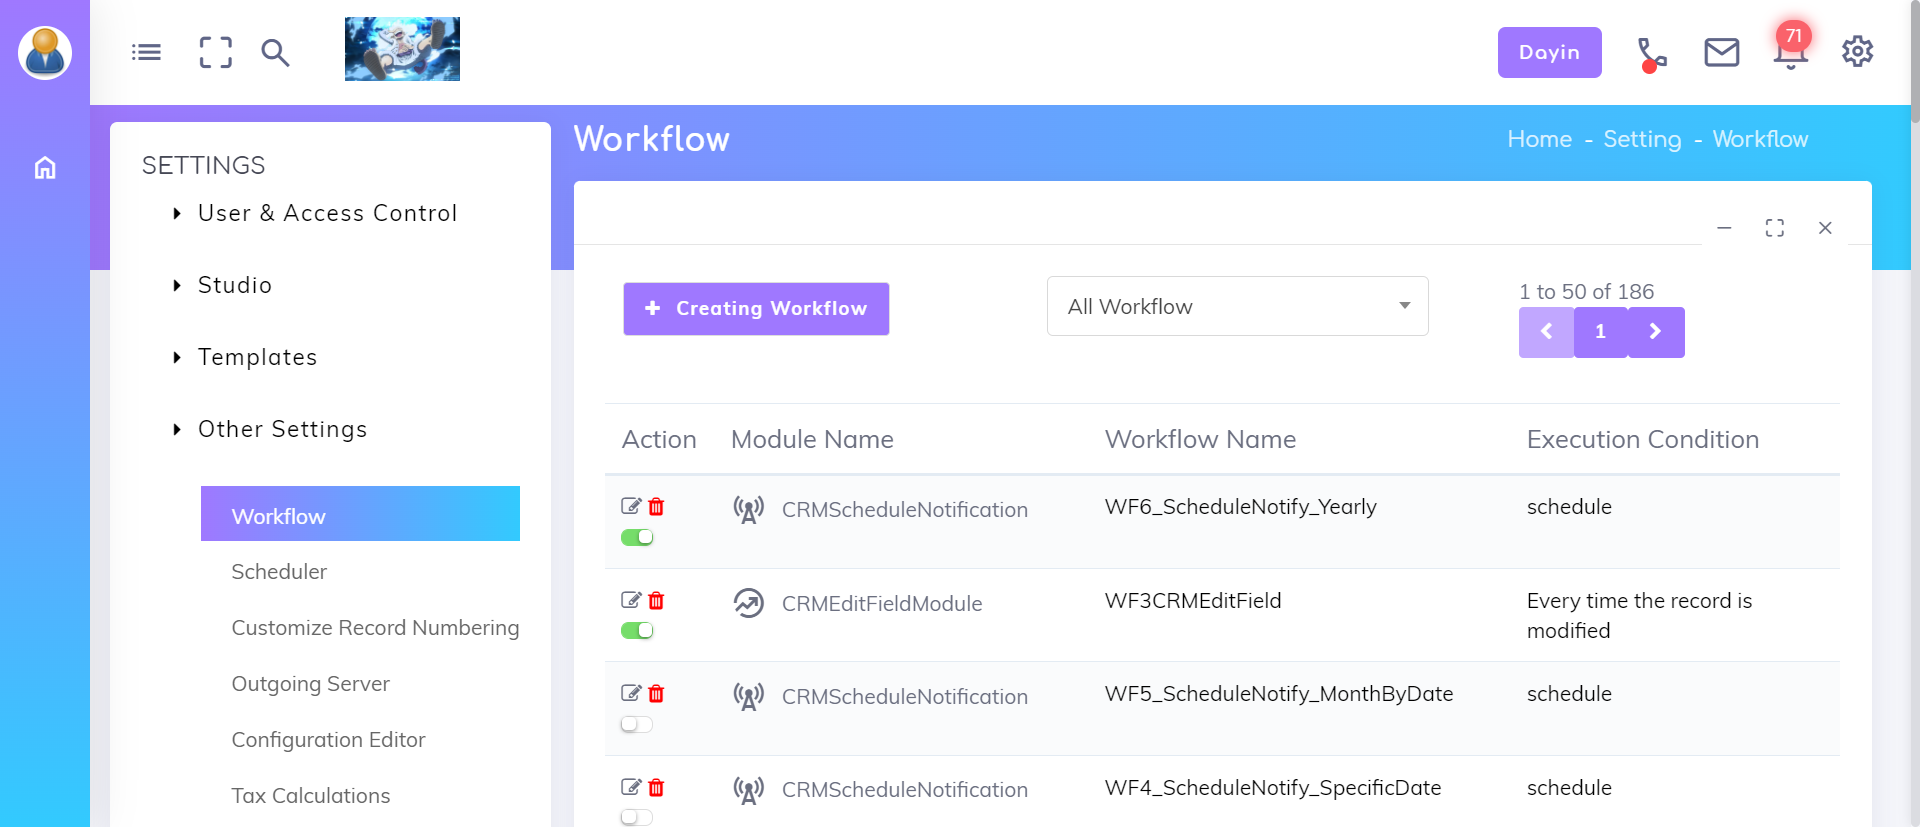 Dayin
71
SETTINGS
User & Access Control
Studio
Templates
Other Settings
Workflow
Scheduler
Customize Record Numbering
Outgoing Server
Configuration Editor
Tax Calculations
Workflow
Home - Setting - Workflow
+ Creating Workflow
All Workflow
1 to 50 of 186
1
Action Module Name Workflow Name Execution Condition
CRMScheduleNotification WF6_ScheduleNotify_Yearly schedule
CRMEditFieldModule WF3CRMEditField Every time the record is
modified
CRMScheduleNotification WF5_ScheduleNotify_MonthByDate schedule
CRMScheduleNotification WF4_ScheduleNotify_SpecificDate schedule